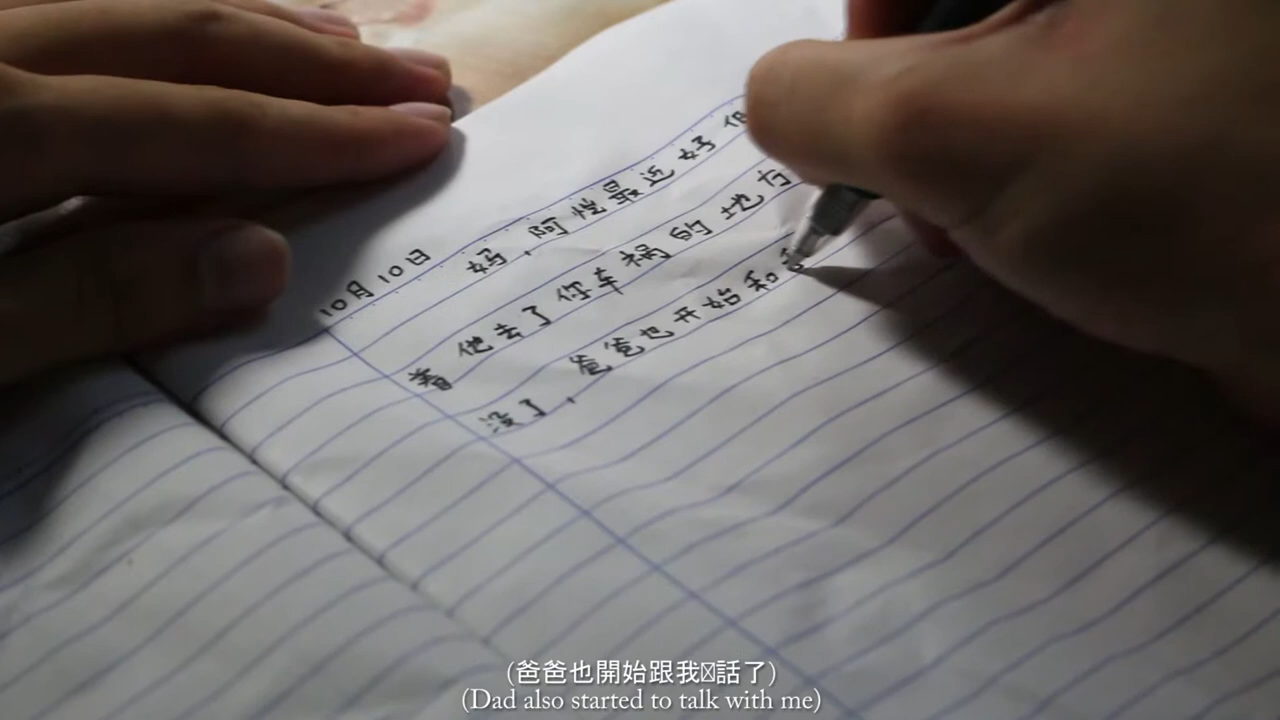 10月10日
妈，阿恺最近好
着 他去了你车祸的地方
没了，爸爸也开始和
(爸爸也開始跟我話了)
(Dad also started to talk with me)